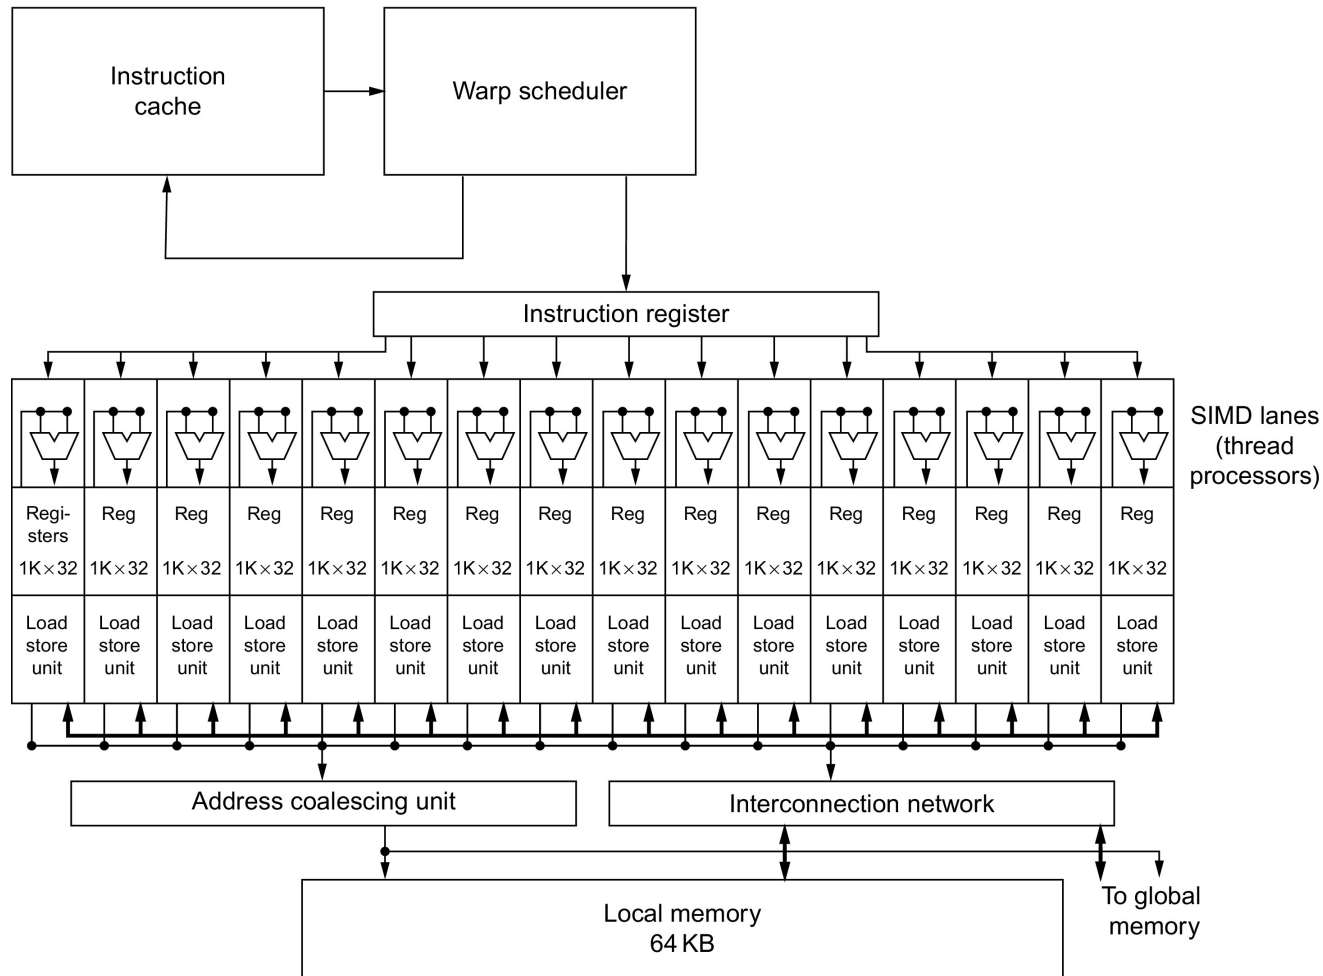 Instruction
cache
Warp scheduler
Instruction register
SIMD lanes
(thread
processors)
Regi-
sters
Reg Reg Reg Reg Reg Reg Reg Reg Reg Reg Reg Reg Reg Reg Reg
1K×32 1K×32 1K×32 1K×32 1K×32 1K×32 1K×32 1K×32 1K×32 1K×32 1K×32 1K×32 1K×32 1K×32 1K×32 1K×32
Load Load Load Load Load Load Load Load Load Load Load Load Load Load Load Load
store store store store store store store store store store store store store store store store
unit unit unit unit unit unit unit unit unit unit unit unit unit unit unit unit
Address coalescing unit
Interconnection network
To global
memory
Local memory
64 KB